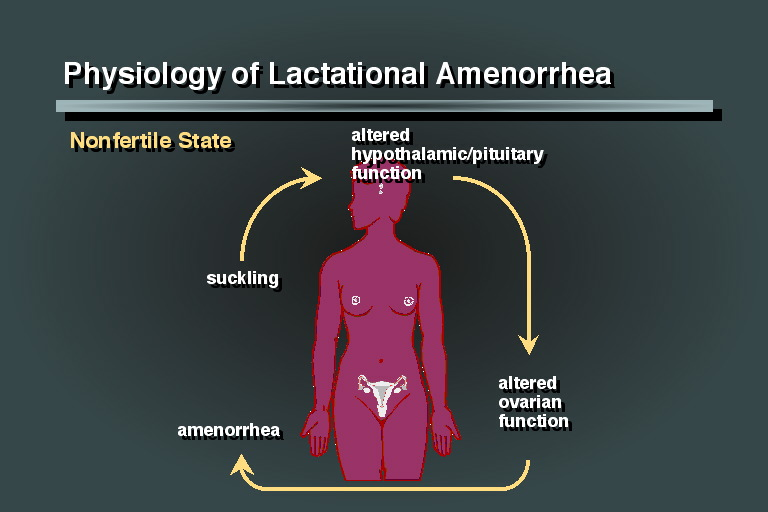 Physiology of Lactational Amenorrhea
Nonfertile State
altered
hypothalamic/pituitary
function
suckling
altered
ovarian
function
amenorrhea